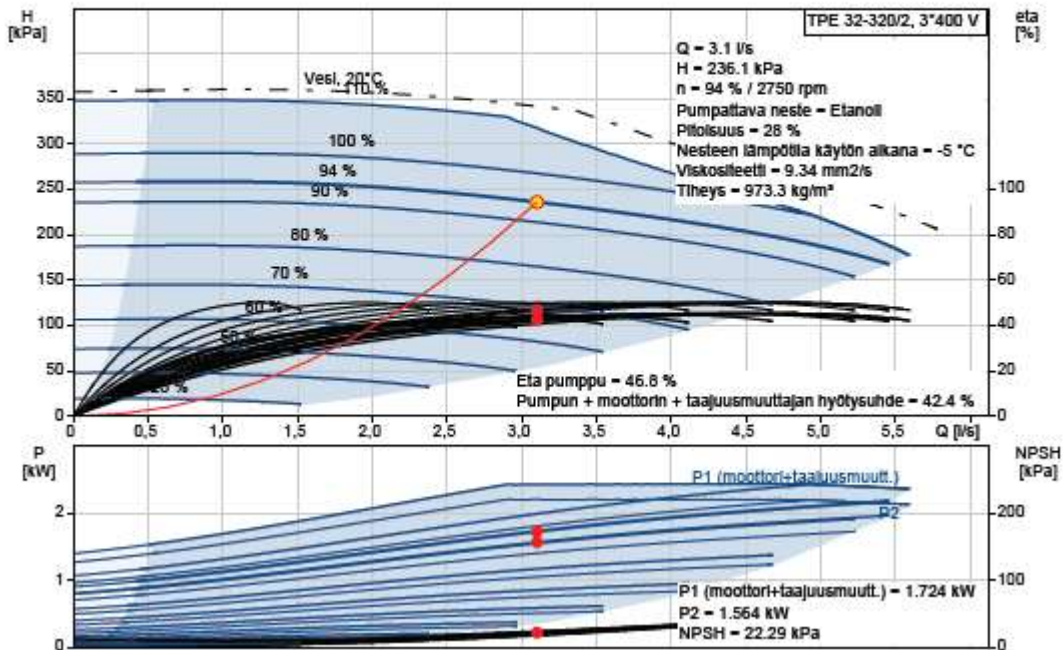 H
[kPa]
TPE 32-320/2, 3*400 V
eta
[%]
Q = 3.1 l/s
H = 236.1 kPa
n = 94 % / 2750 rpm
Pumpattava neste = Etanoli
Pitoisuus = 28 %
Nesteen lämpötila käytön aikana = -5 °C
Viskositeetti = 9.34 mm2/s
Tiheys = 973.3 kg/m³
Vesi, 20°C
110 %
100 %
94 %
90 %
80 %
70 %
60 %
50 %
350
300
250
200
150
100
50
0
100
80
60
40
20
0
Eta pumppu = 46.8 %
Pumpun + moottorin + taajuusmuuttajan hyötysuhde = 42.4 %
0 0,5 1,0 1,5 2,0 2,5 3,0 3,5 4,0 4,5 5,0 5,5 Q [l/s]
P
[kW]
NPSH
[kPa]
P1 (moottori+taajuusmuutt.)
P2
2
1
0
200
100
0
P1 (moottori+taajuusmuutt.) = 1.724 kW
P2 = 1.564 kW
NPSH = 22.29 kPa